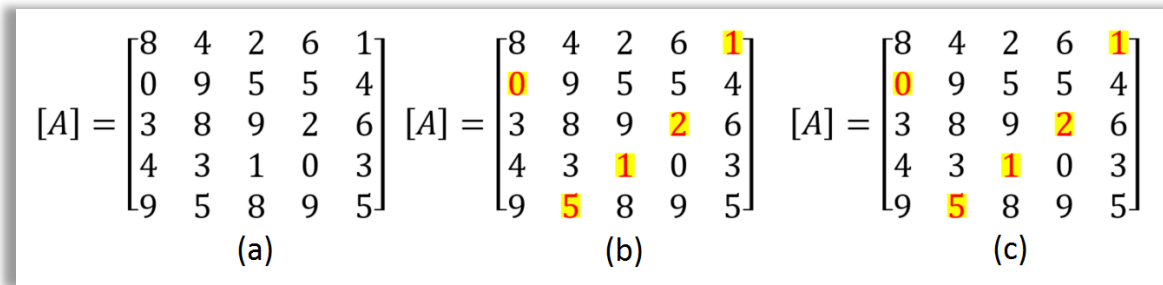 8 4 2 6 1 8 4 2 6 1 8 4 2 6 1
0 9 5 5 4 0 9 5 5 4 0 9 5 5 4
[A] = 3 8 9 2 6 [A] = 3 8 9 2 6 [A] = 3 8 9 2 6
4 3 1 0 3 4 3 1 0 3 4 3 1 0 3
9 5 8 9 5 9 5 8 9 5 9 5 8 9 5
(a) (b) (c)